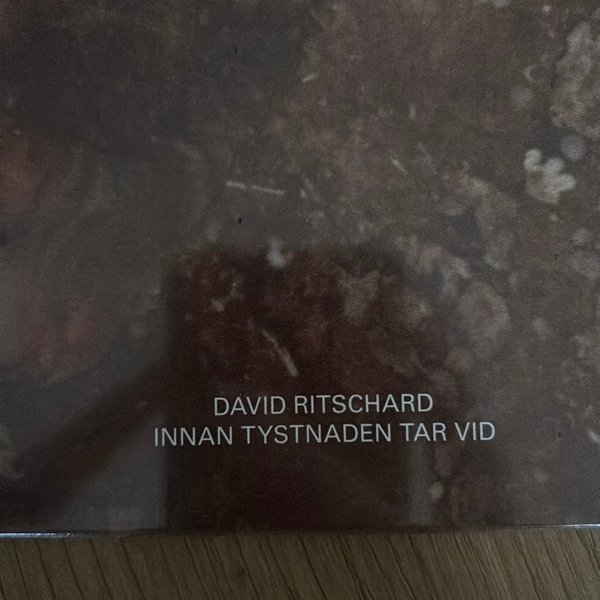 DAVID RITSCHARD
INNAN TYSTNADEN TAR VID